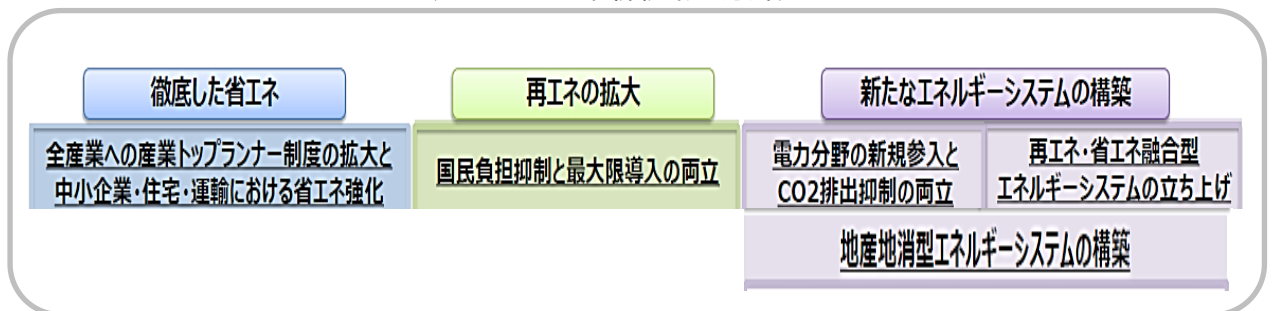 徹底した省エネ
全産業への産業トップランナー制度の拡大と
中小企業・住宅・運輸における省エネ強化
再エネの拡大
国民負担抑制と最大限導入の両立
新たなエネルギーシステムの構築
電力分野の新規参入と
CO2排出抑制の両立
再エネ・省エネ融合型
エネルギーシステムの立ち上げ
地産地消型エネルギーシステムの構築